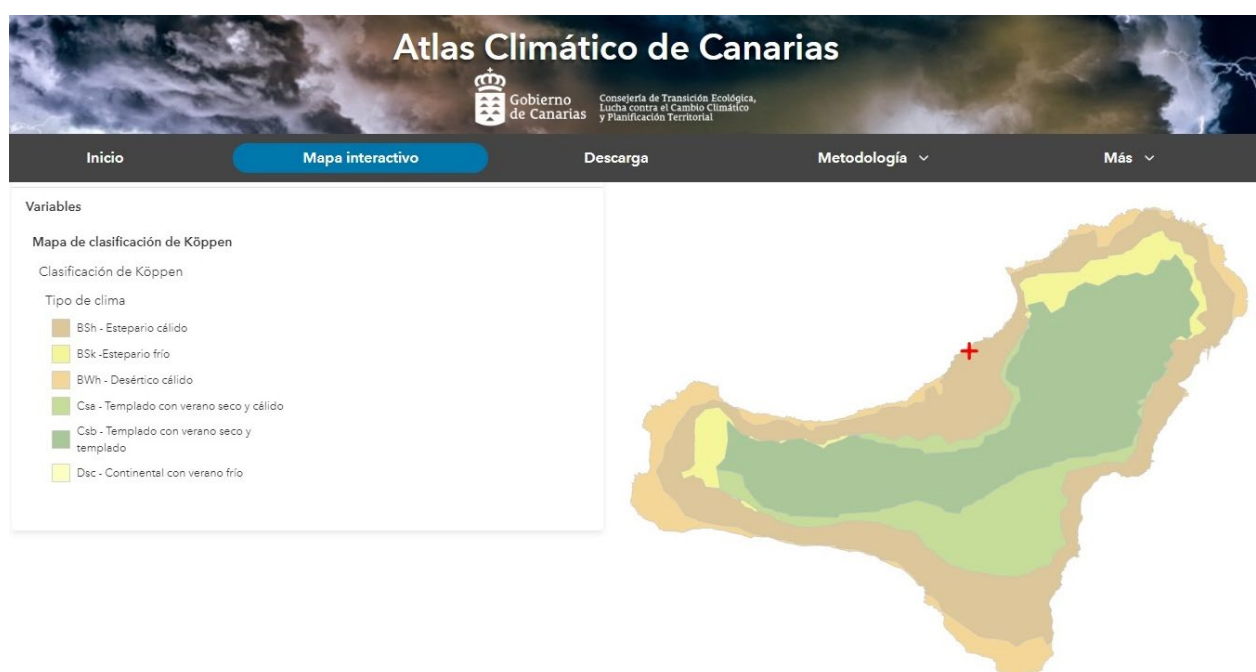 Atlas Climático de Canarias
Gobierno
de Canarias
Consejería de Transición Ecológica,
Lucha contra el Cambio Climático
y Planificación Territorial
Inicio
Mapa interactivo
Descarga
Metodología
Más
Variables
Mapa de clasificación de Köppen
Clasificación de Köppen
Tipo de clima
BSh - Estepario cálido
BSk -Estepario frío
BWh - Desértico cálido
Csa - Templado con verano seco y cálido
Csb - Templado con verano seco y
templado
Dsc - Continental con verano frío